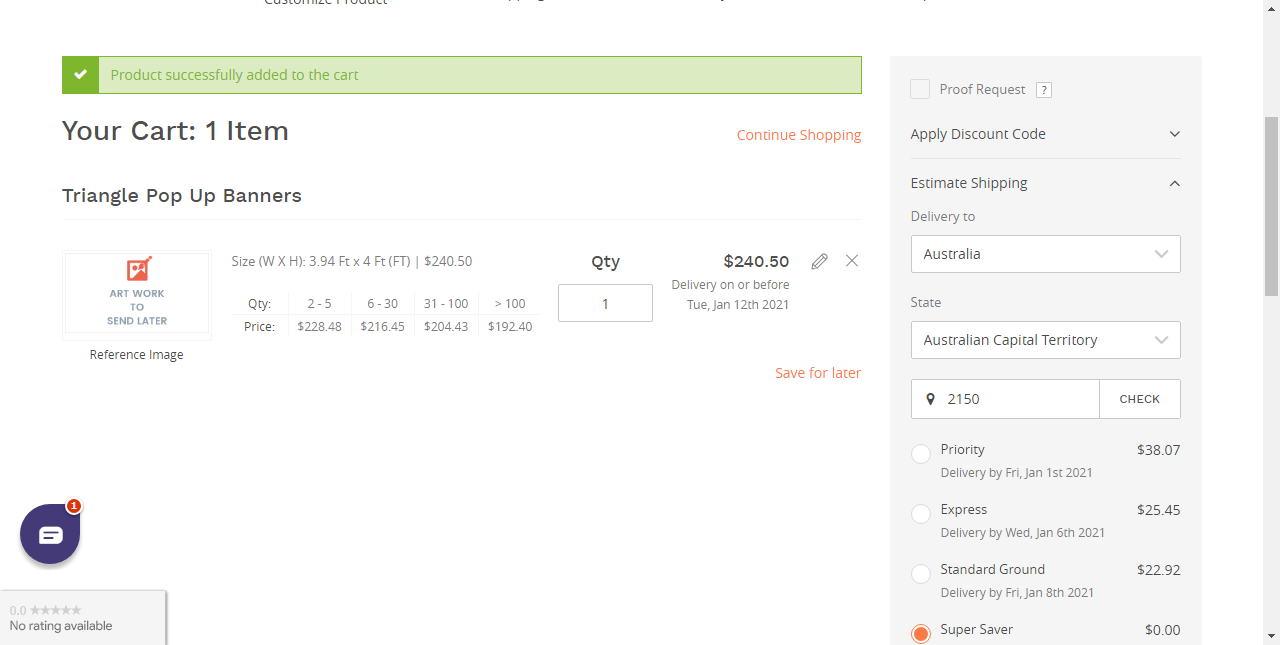 Customize Product
Product successfully added to the cart
Your Cart: 1 Item
Continue Shopping
Triangle Pop Up Banners
ART WORK
TO
SEND LATER
Reference Image
Size (W X H): 3.94 Ft x 4 Ft (FT) | $240.50
Qty: 2 - 5 6 - 30 31 - 100 > 100
Price: $228.48 $216.45 $204.43 $192.40
Qty
1
$240.50
Delivery on or before
Tue, Jan 12th 2021
Save for later
Proof Request ?
Apply Discount Code
Estimate Shipping
Delivery to
Australia
State
Australian Capital Territory
2150 CHECK
Priority $38.07
Delivery by Fri, Jan 1st 2021
Express $25.45
Delivery by Wed, Jan 6th 2021
Standard Ground $22.92
Delivery by Fri, Jan 8th 2021
Super Saver $0.00
1
0.0 ★★★★★
No rating available